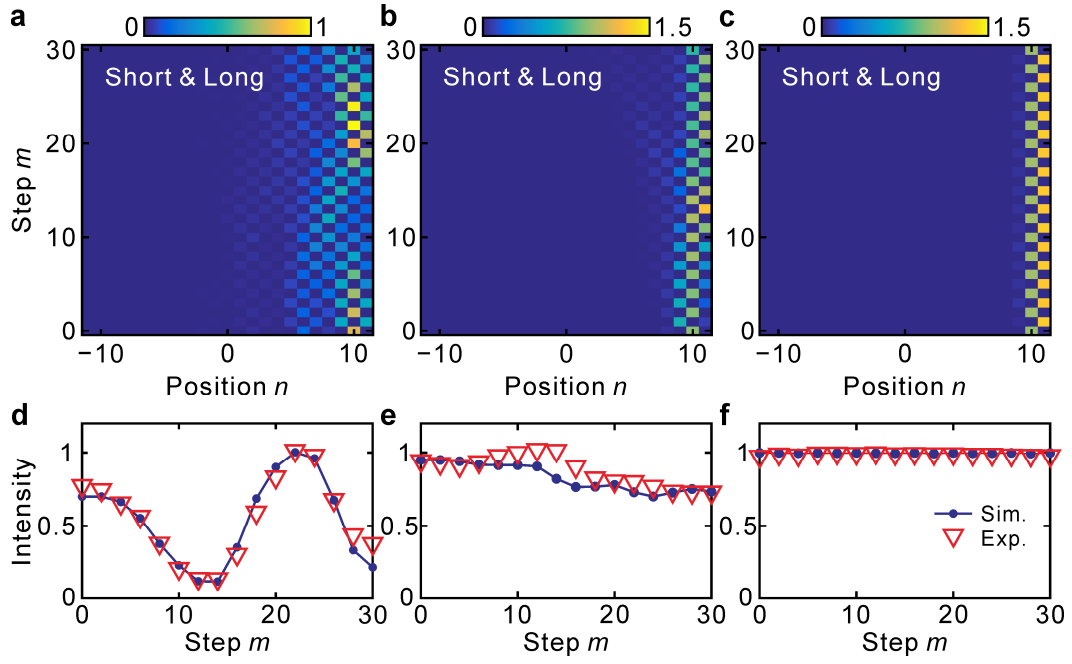 a 0 1 b 0 1.5 c 0 1.5
30 30 30
Short & Long Short & Long Short & Long
20 20 20
Step m
10 10 10
0 0 0
−10 0 10 −10 0 10 −10 0 10
Position n Position n Position n
d e f
1 1 1
Intensity
0.5 0.5 0.5
Sim.
Exp.
0 0 0
0 10 20 30 0 10 20 30 0 10 20 30
Step m Step m Step m